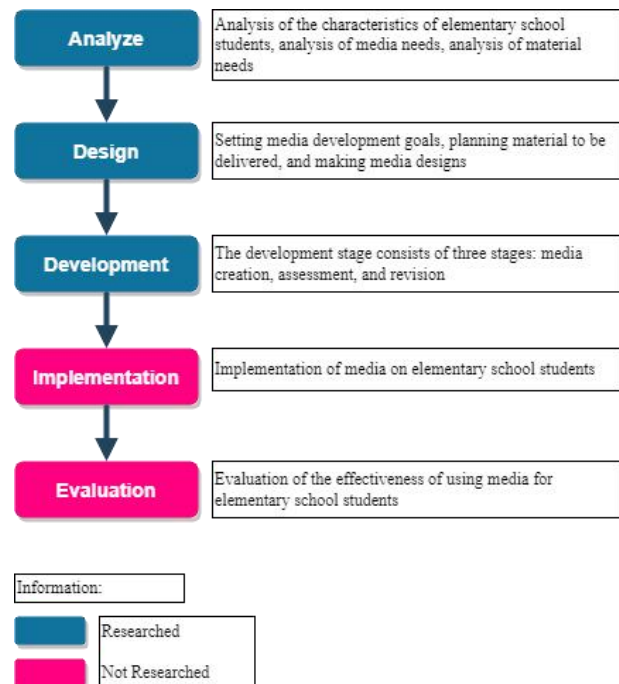 Analyze
Analysis of the characteristics of elementary school
students, analysis of media needs, analysis of material
needs
Design
Setting media development goals, planning material to be
delivered, and making media designs
Development
The development stage consists of three stages: media
creation, assessment, and revision
Implementation
Implementation of media on elementary school students
Evaluation
Evaluation of the effectiveness of using media for
elementary school students
Information:
Researched
Not Researched